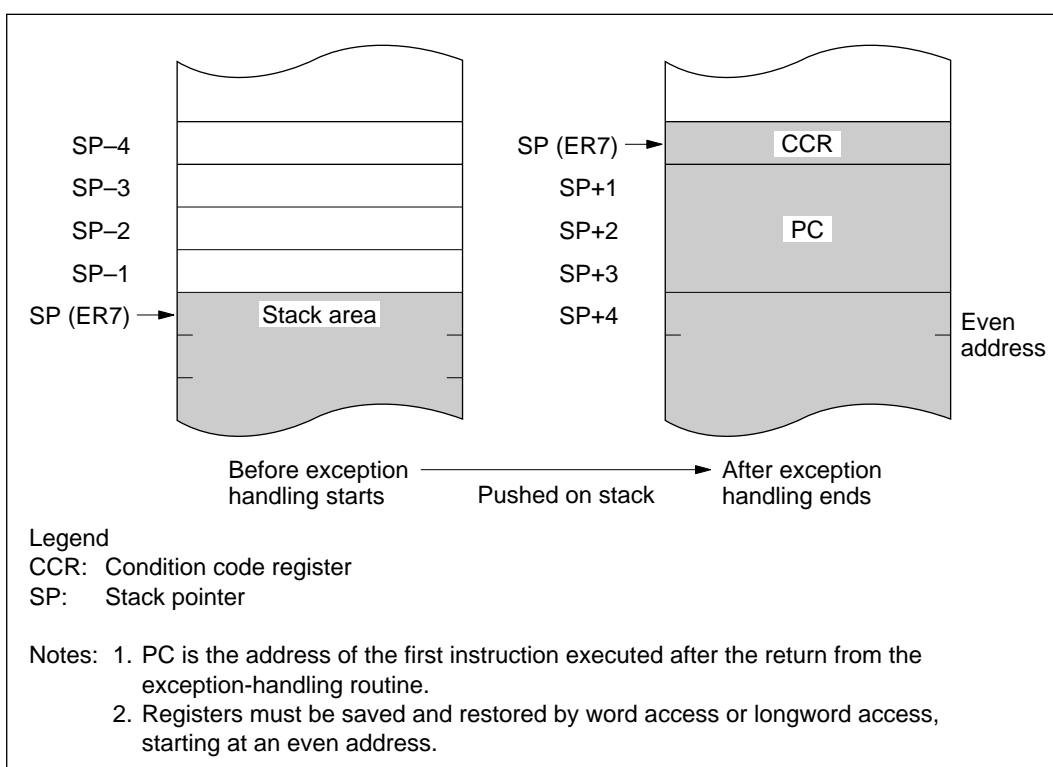 SP–4
SP–3
SP–2
SP–1
SP (ER7)
Stack area
SP (ER7)
SP+1
SP+2
SP+3
SP+4
CCR
PC
Even
address
Before exception
handling starts
Pushed on stack
After exception
handling ends
Legend
CCR: Condition code register
SP: Stack pointer
Notes: 1. PC is the address of the first instruction executed after the return from the
exception-handling routine.
2. Registers must be saved and restored by word access or longword access,
starting at an even address.